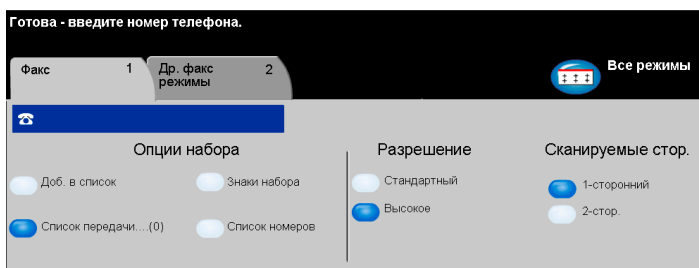 Готова - введите номер телефона.
Факс 1
Др. факс режимы 2
Все режимы
Опции набора
Разрешение
Сканируемые стор.
Доб. в список
Знаки набора
Стандартный
1-сторонний
Высокое
2-стор.
Список передачи....(0)
Список номеров